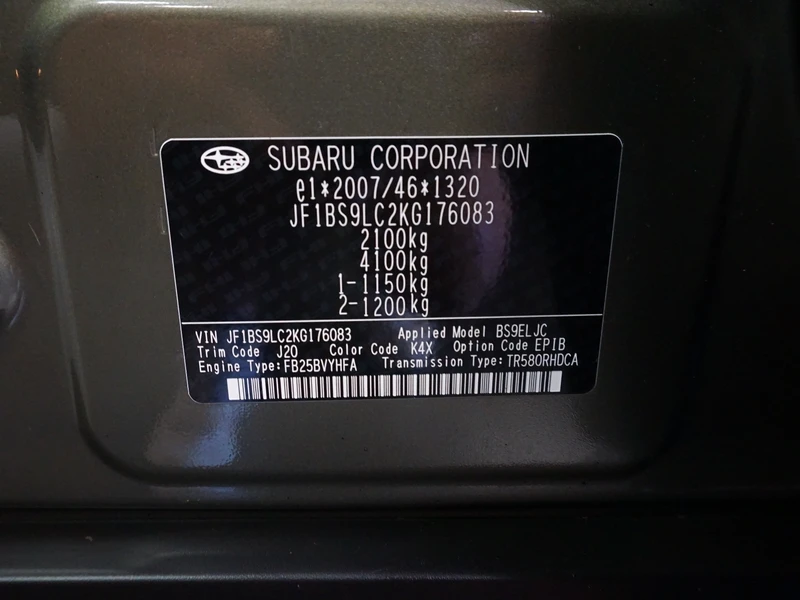 SUBARU CORPORATION
e1*2007/46*1320
JF1BS9LC2KG176083
2100kg
4100kg
1-1150kg
2-1200kg
VIN JF1BS9LC2KG176083 Applied Model BS9ELJC
Trim Code J20 Color Code K4X Option Code EPIB
Engine Type:FB25BVYHFA Transmission Type:TR580RHDCA